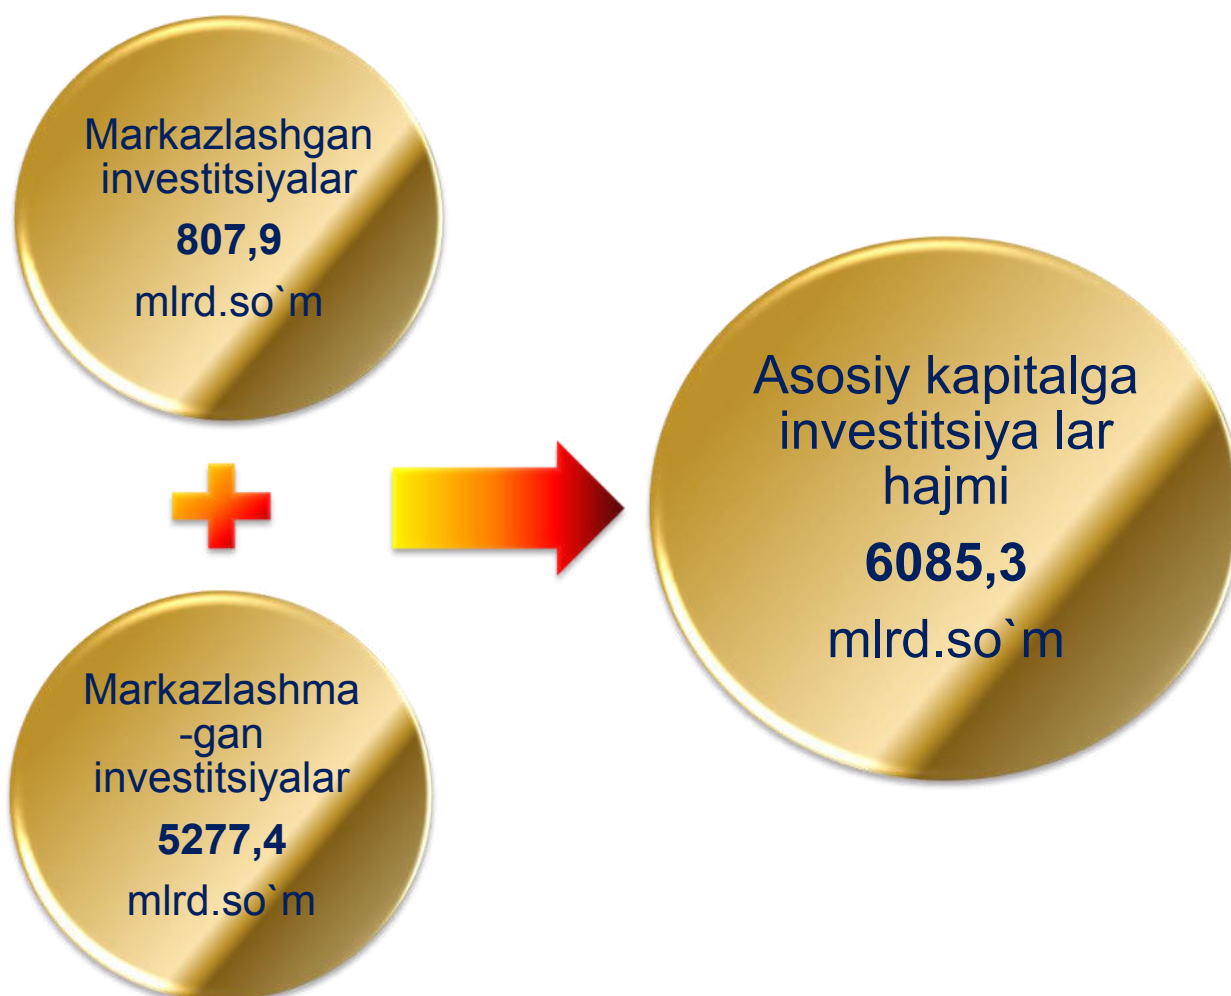 Markazlashgan
investitsiyalar
807,9
mlrd.so`m
Markazlashma
-gan
investitsiyalar
5277,4
mlrd.so`m
Asosiy kapitalga
investitsiya lar
hajmi
6085,3
mlrd.so`m